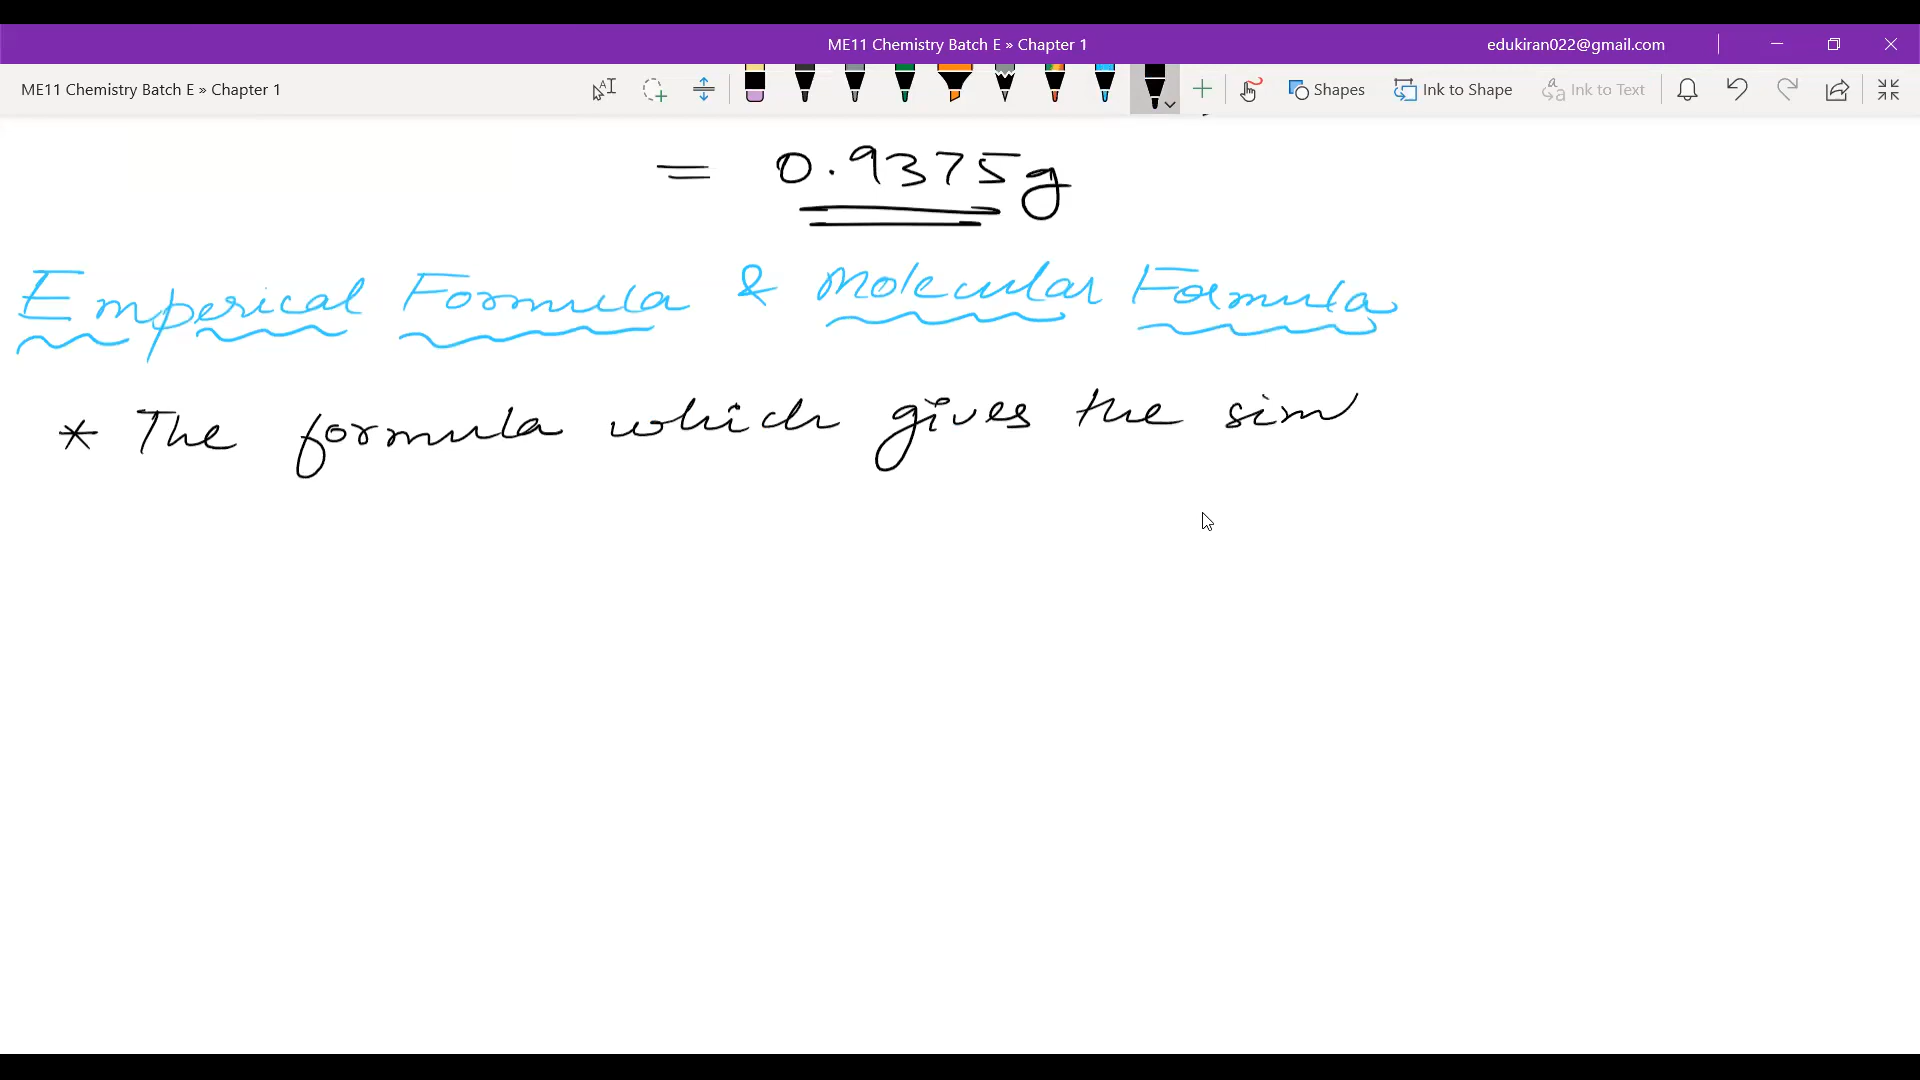 ME11 Chemistry Batch E » Chapter 1 edukiran022@gmail.com
ME11 Chemistry Batch E » Chapter 1 Shapes Ink to Shape Ink to Text
= 0.9375g
Emperical Formula & Molecular Formula
* The formula which gives the sim